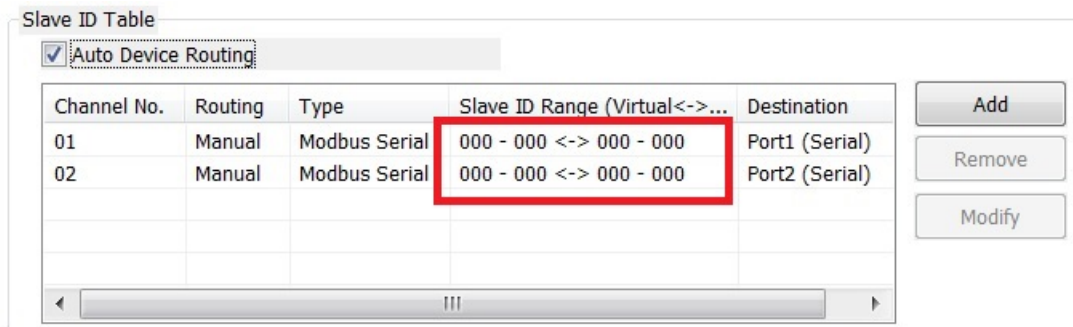 Slave ID Table
Auto Device Routing
Channel No. Routing Type Slave ID Range (Virtual<->... Destination
01 Manual Modbus Serial 000 - 000 <-> 000 - 000 Port1 (Serial)
02 Manual Modbus Serial 000 - 000 <-> 000 - 000 Port2 (Serial)
Add
Remove
Modify